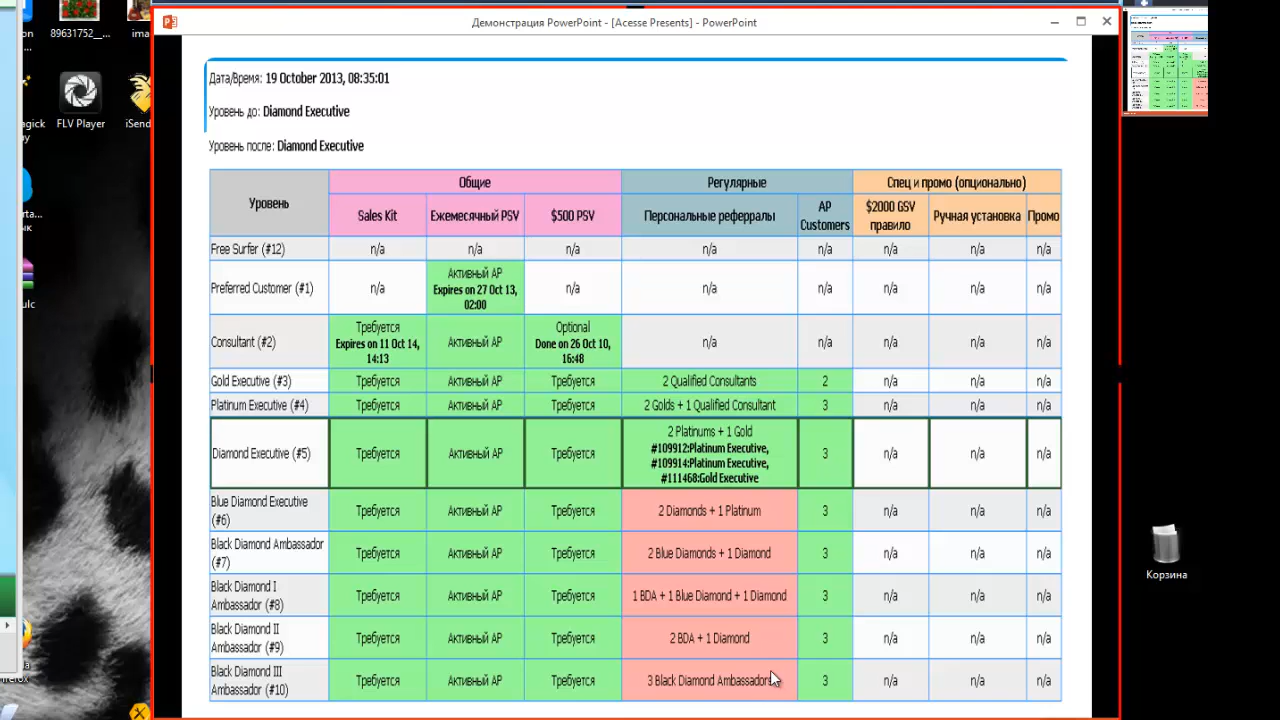 Демонстрация PowerPoint - [Acesse Presents] - PowerPoint
89631752__...
ima
FLV Player
iSend
Дата/Время: 19 October 2013, 08:35:01
Уровень до: Diamond Executive
Уровень после: Diamond Executive
Уровень
Общие
Регулярные
Спец и промо (опционально)
Sales Kit
Ежемесячный PSV
$500 PSV
Персональные реферралы
AP
Customers
$2000 GSV
правило
Ручная установка
Промо
Free Surfer (#12)
n/a
n/a
n/a
n/a
n/a
n/a
n/a
n/a
Preferred Customer (#1)
n/a
Активный AP
Expires on 27 Oct 13,
02:00
n/a
n/a
n/a
n/a
n/a
n/a
Consultant (#2)
Требуется
Expires on 11 Oct 14,
14:13
Активный AP
Optional
Done on 26 Oct 10,
16:48
n/a
n/a
n/a
n/a
n/a
Gold Executive (#3)
Требуется
Активный AP
Требуется
2 Qualified Consultants
2
n/a
n/a
n/a
Platinum Executive (#4)
Требуется
Активный AP
Требуется
2 Golds + 1 Qualified Consultant
3
n/a
n/a
n/a
Diamond Executive (#5)
Требуется
Активный AP
Требуется
2 Platinums + 1 Gold
#109912:Platinum Executive,
#109914:Platinum Executive,
#111468:Gold Executive
3
n/a
n/a
n/a
Blue Diamond Executive
(#6)
Требуется
Активный AP
Требуется
2 Diamonds + 1 Platinum
3
n/a
n/a
n/a
Black Diamond Ambassador
(#7)
Требуется
Активный AP
Требуется
2 Blue Diamonds + 1 Diamond
3
n/a
n/a
n/a
Black Diamond I
Ambassador (#8)
Требуется
Активный AP
Требуется
1 BDA + 1 Blue Diamond + 1 Diamond
3
n/a
n/a
n/a
Black Diamond II
Ambassador (#9)
Требуется
Активный AP
Требуется
2 BDA + 1 Diamond
3
n/a
n/a
n/a
Black Diamond III
Ambassador (#10)
Требуется
Активный AP
Требуется
3 Black Diamond Ambassadors
3
n/a
n/a
n/a
Корзина